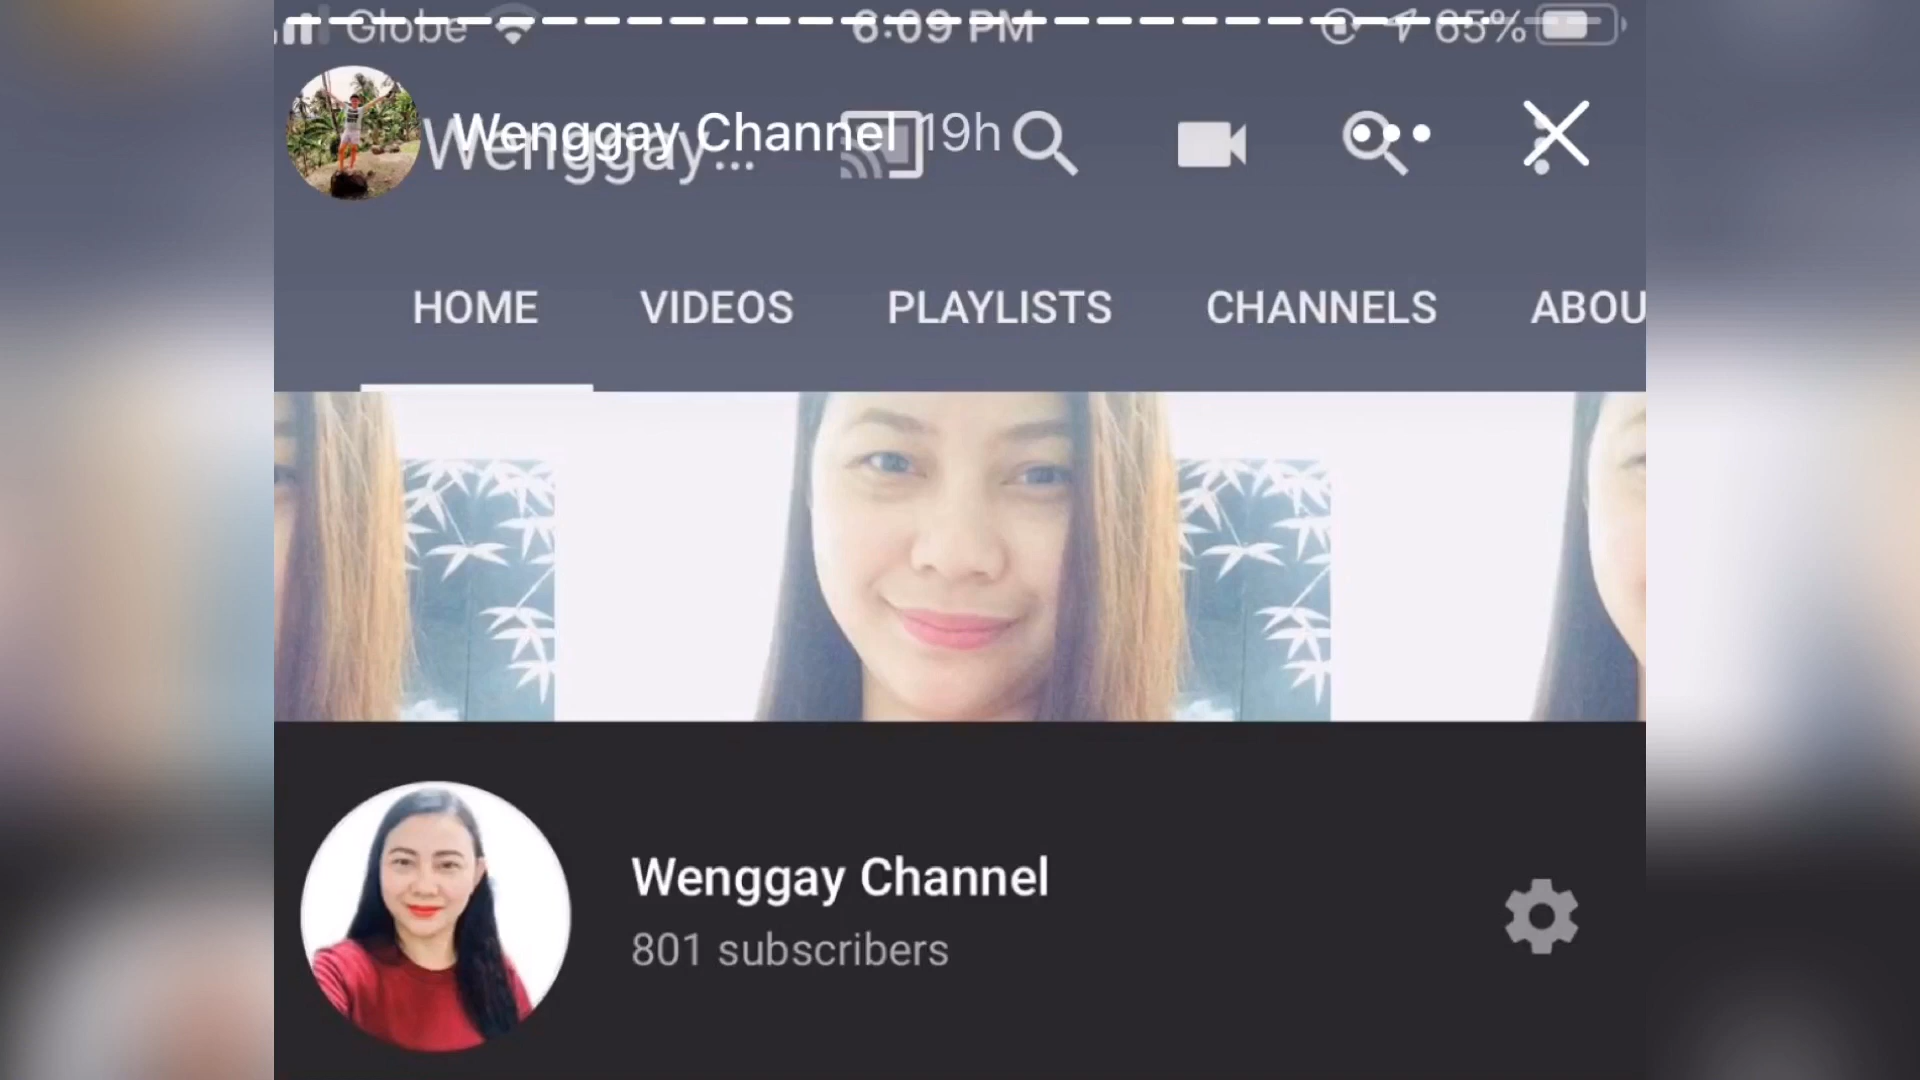 Globe 6:09 PM 65%
Wenggay Channel 19h
Wenggay...
HOME VIDEOS PLAYLISTS CHANNELS ABOU
Wenggay Channel
801 subscribers